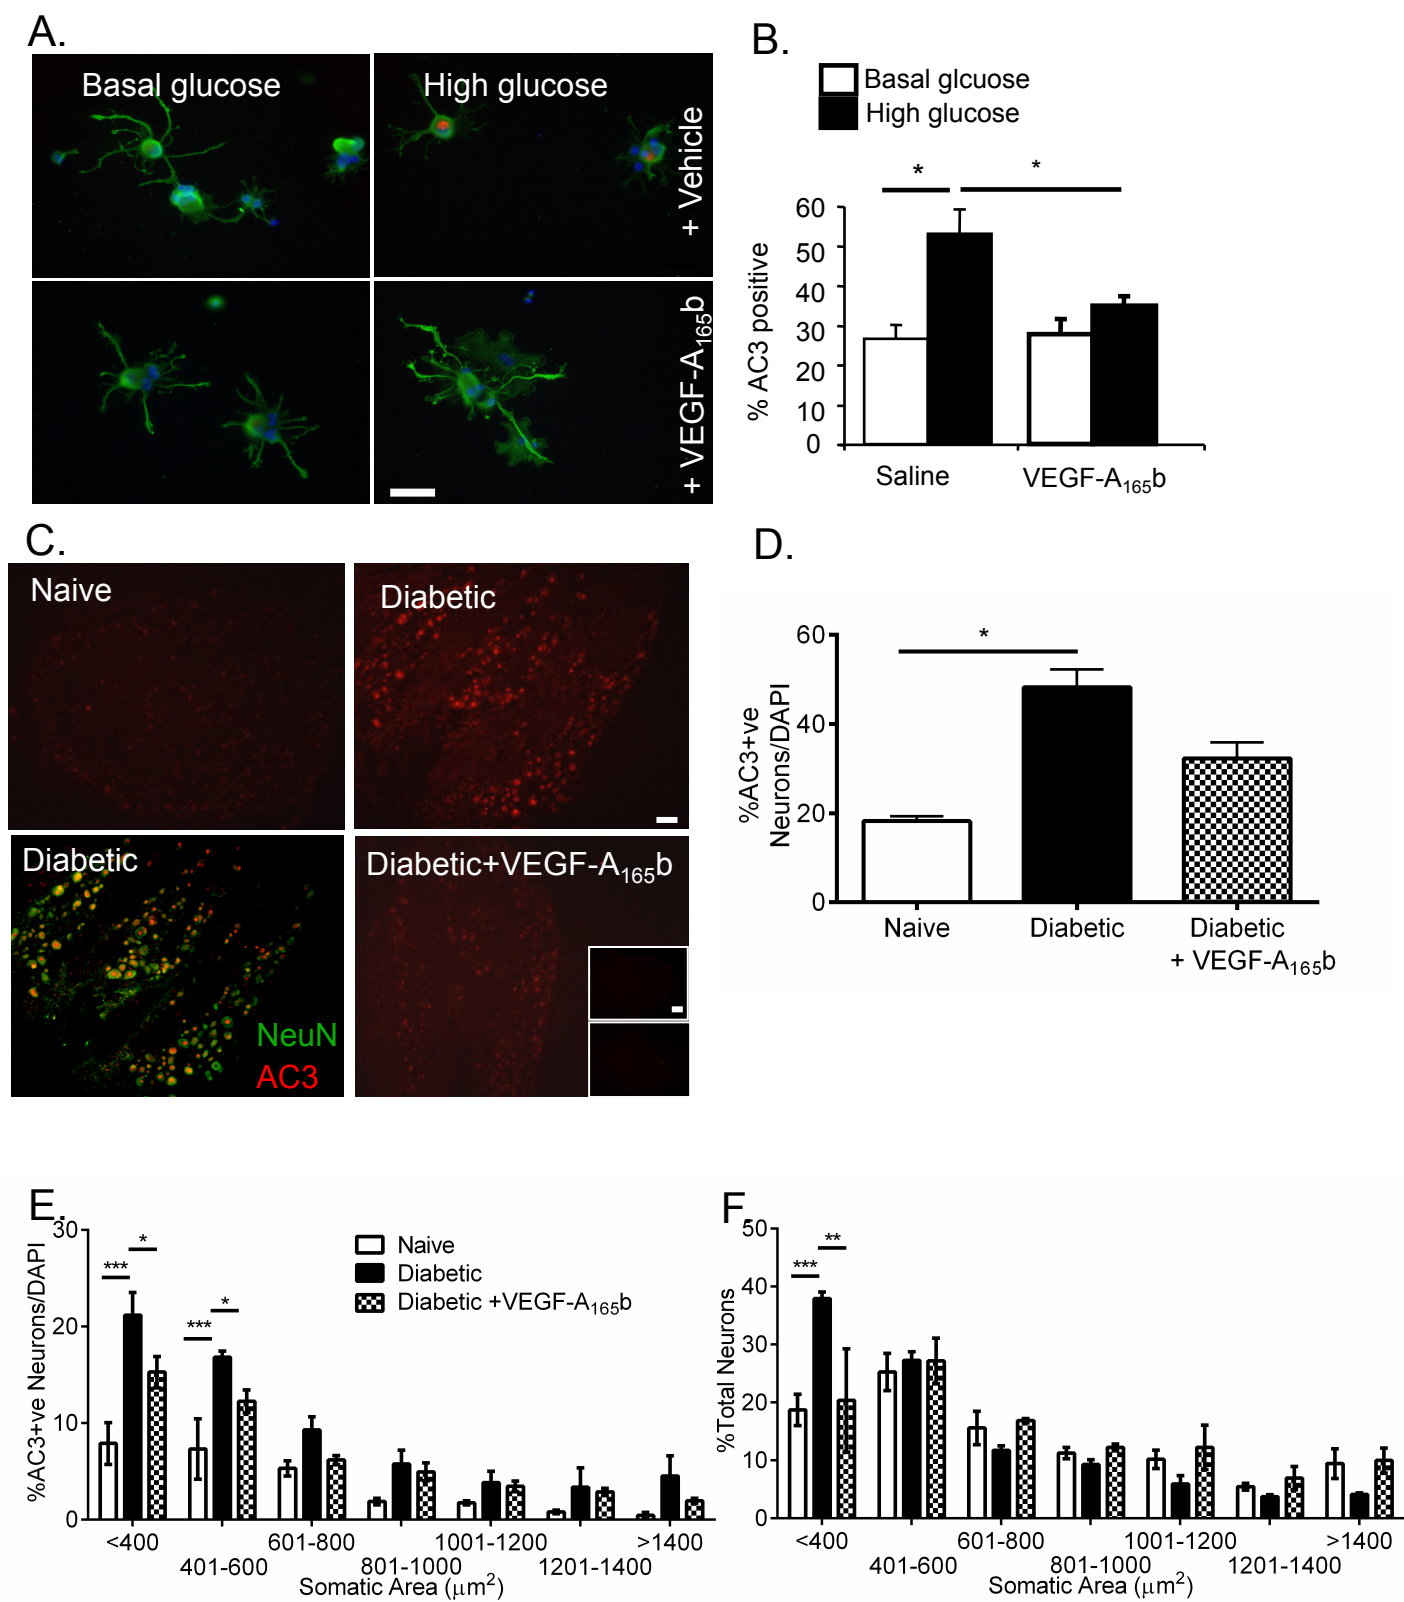 A.
Basal glucose
High glucose
+ Vehicle
+ VEGF-A165b
B.
Basal glcuose
High glucose
*
*
% AC3 positive
60
50
40
30
20
10
0
Saline
VEGF-A165b
C.
Naive
Diabetic
Diabetic
NeuN
AC3
Diabetic+VEGF-A165b
D.
*
%AC3+ve
Neurons/DAPI
60
40
20
0
Naive
Diabetic
Diabetic
+ VEGF-A165b
E.
%AC3+ve Neurons/DAPI
30
20
10
0
***
*
***
*
Naive
Diabetic
Diabetic +VEGF-A165b
<400
401-600
601-800
801-1000
1001-1200
1201-1400
>1400
Somatic Area (μm2)
F.
%Total Neurons
50
40
30
20
10
0
***
**
<400
401-600
601-800
801-1000
1001-1200
1201-1400
>1400
Somatic Area (μm2)